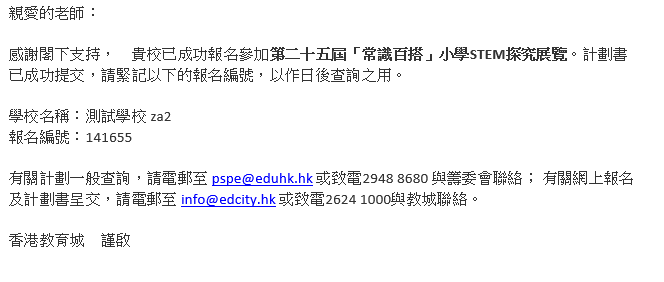 親愛的老師：
感謝閣下支持，　貴校已成功報名參加第二十五屆「常識百搭」小學STEM探究展覽。計劃書
已成功提交，請緊記以下的報名編號，以作日後查詢之用。
學校名稱：測試學校 za2
報名編號：141655
有關計劃一般查詢，請電郵至 pspe@eduhk.hk 或致電2948 8680 與籌委會聯絡； 有關網上報名
及計劃書呈交，請電郵至 info@edcity.hk 或致電2624 1000與教城聯絡。
香港教育城　謹啟